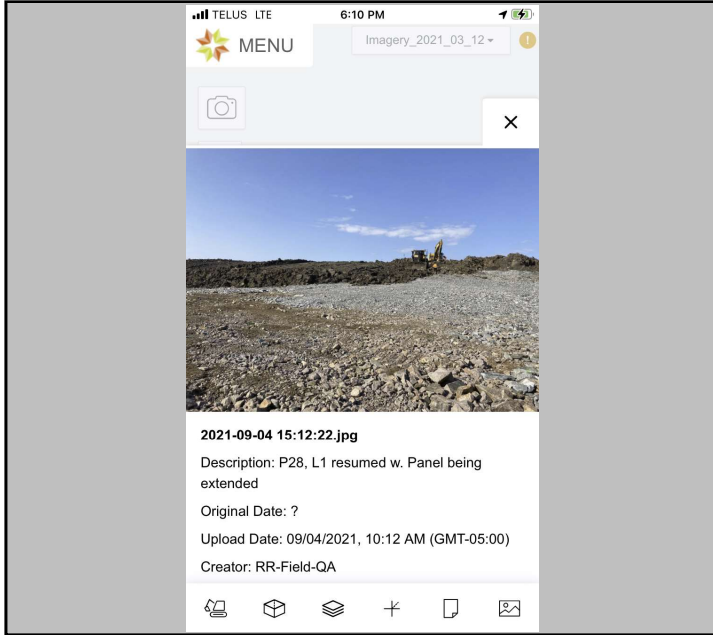 TELUS LTE 6:10 PM
MENU Imagery_2021_03_12
2021-09-04 15:12:22.jpg
Description: P28, L1 resumed w. Panel being
extended
Original Date: ?
Upload Date: 09/04/2021, 10:12 AM (GMT-05:00)
Creator: RR-Field-QA